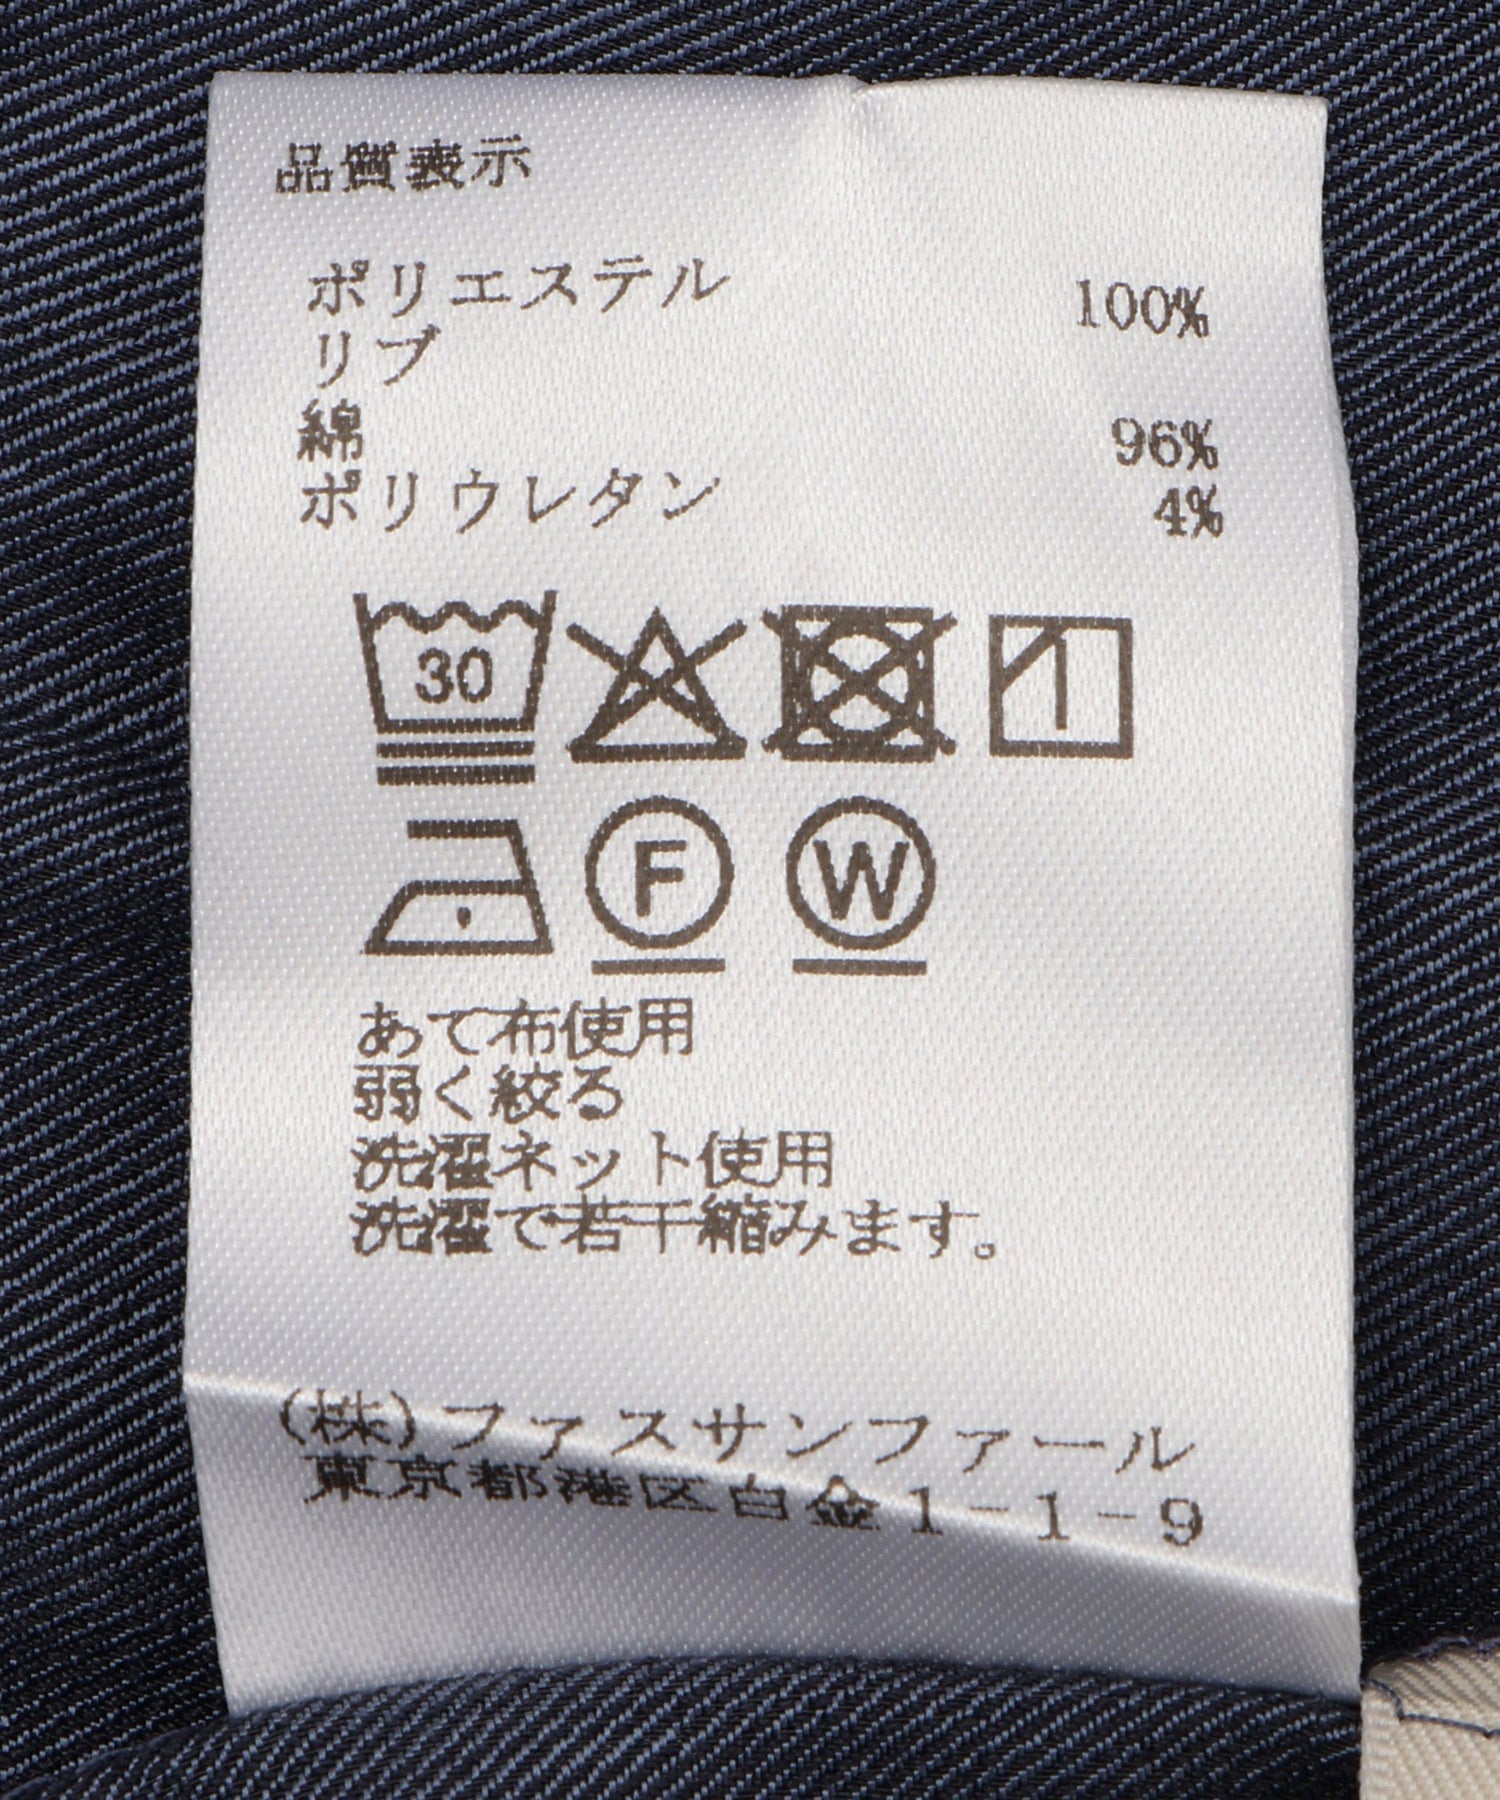 品質表示
ポリエステル 100%
リブ
綿 96%
ポリウレタン 4%
30
F W
あて布使用
弱く絞る
洗濯ネット使用
洗濯で若干縮みます。
(株)ファスサンファール
東京都港区白金1-1-9